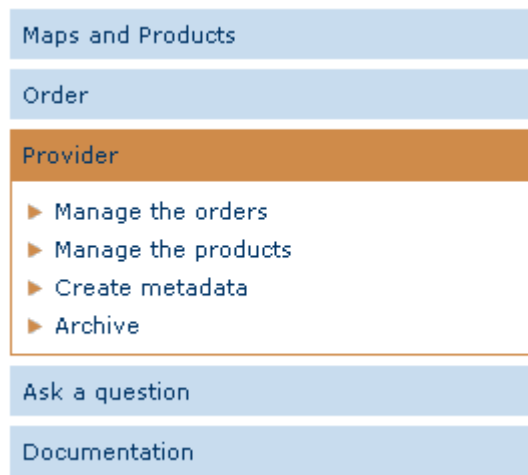 Maps and Products
Order
Provider
Manage the orders
Manage the products
Create metadata
Archive
Ask a question
Documentation